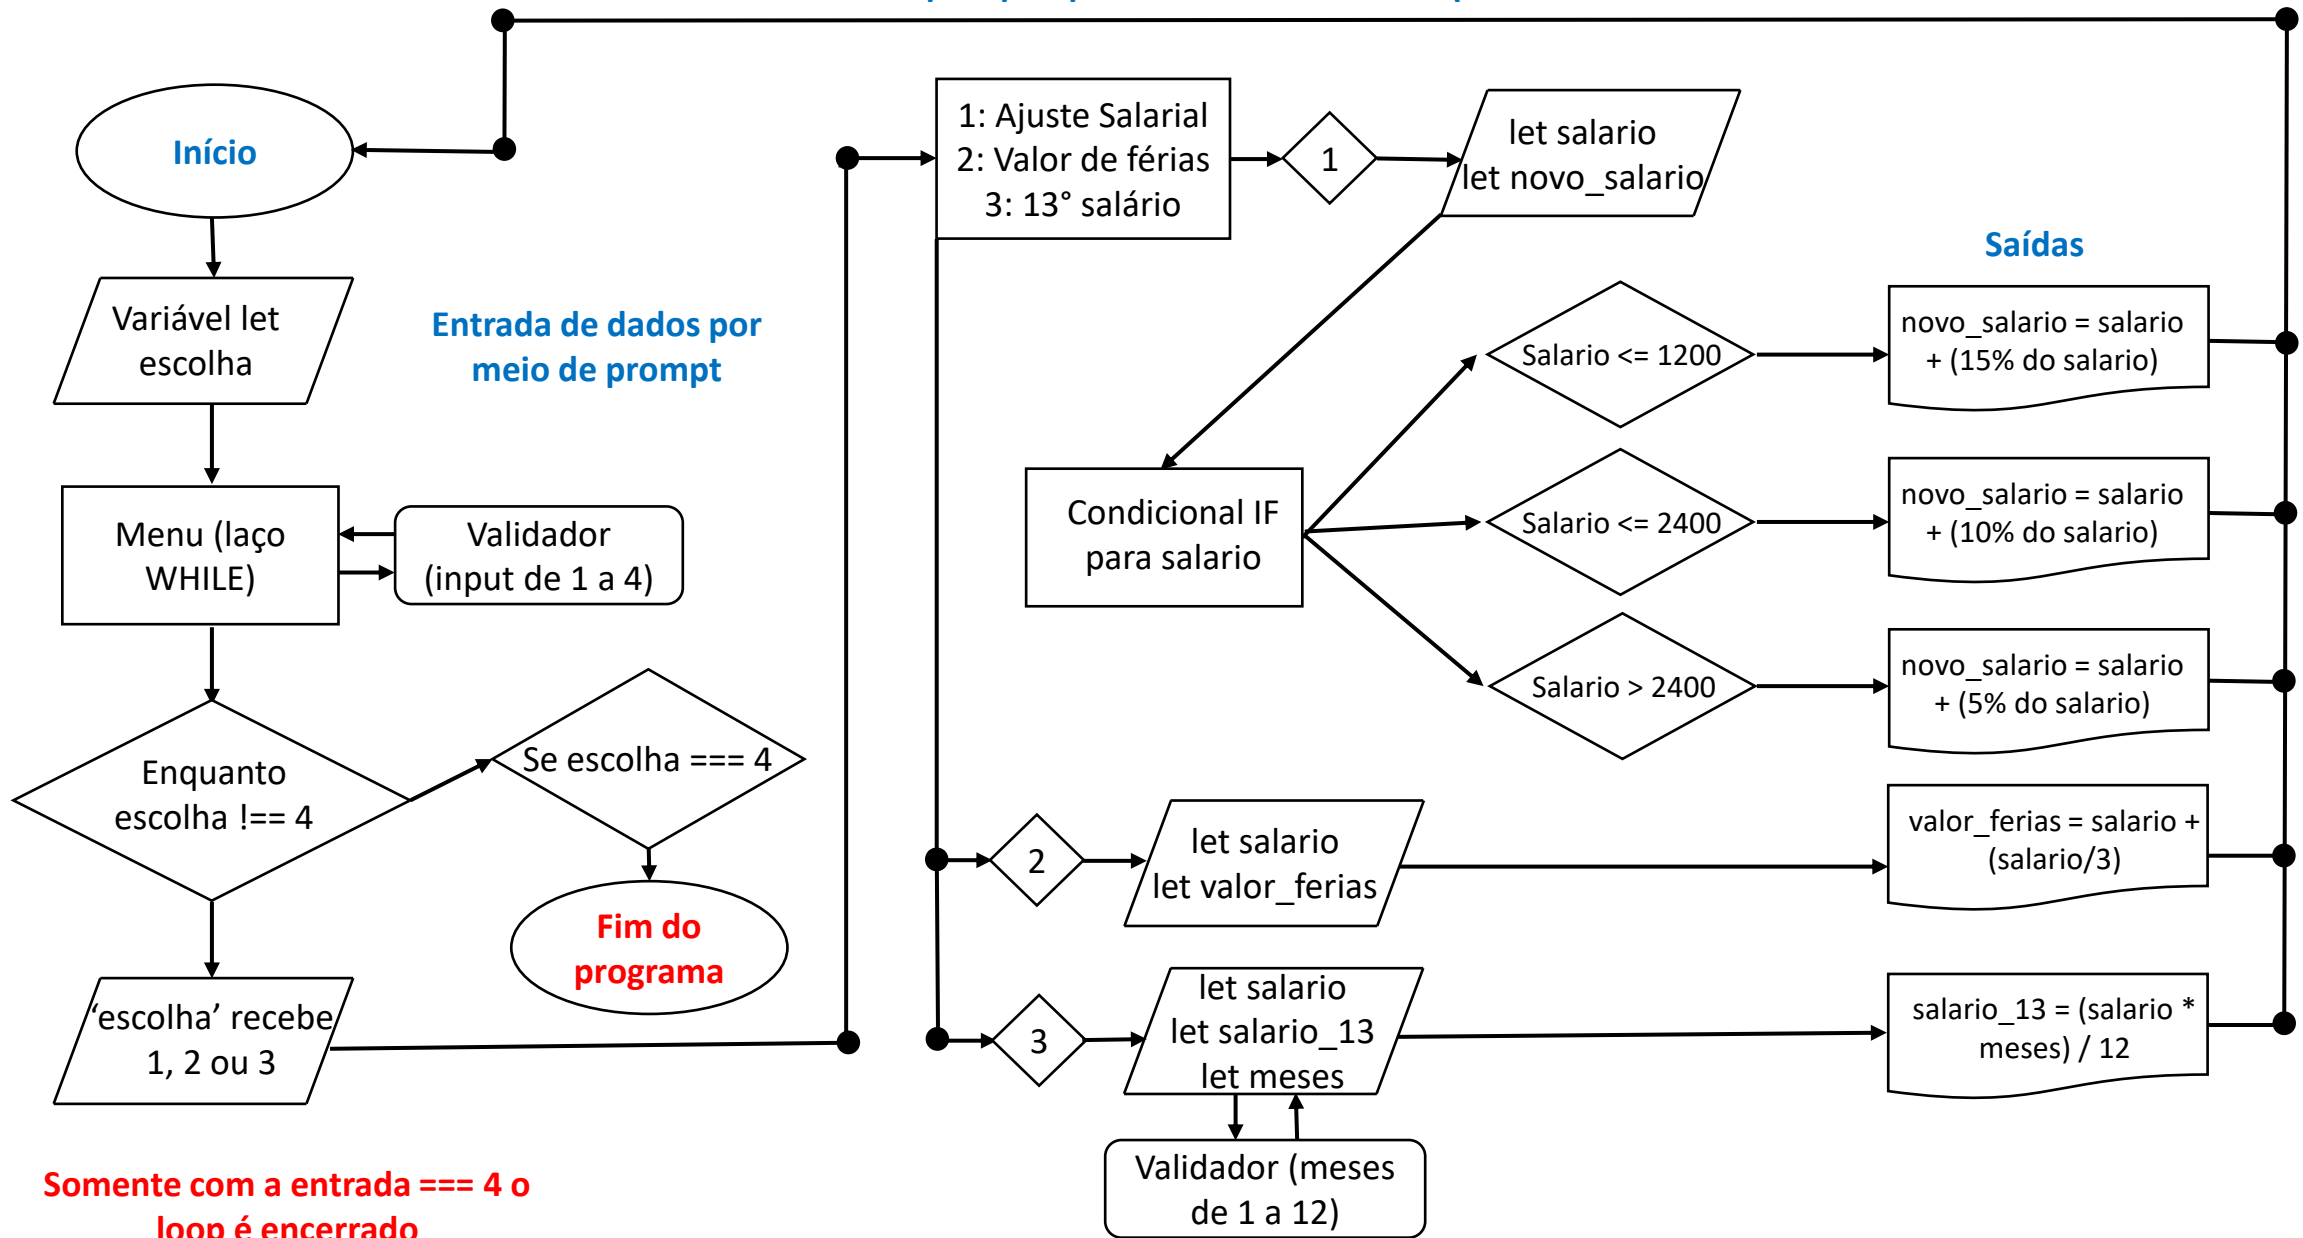 Início
Variável let
escolha
Entrada de dados por
meio de prompt
Menu (laço
WHILE)
Validador
(input de 1 a 4)
Enquanto
escolha !== 4
Se escolha === 4
Fim do
programa
‘escolha’ recebe
1, 2 ou 3
Somente com a entrada === 4 o
loop é encerrado
1: Ajuste Salarial
2: Valor de férias
3: 13° salário
1
let salario
let novo_salario
Condicional IF
para salario
Saídas
Salario <= 1200
novo_salario = salario
+ (15% do salario)
Salario <= 2400
novo_salario = salario
+ (10% do salario)
Salario > 2400
novo_salario = salario
+ (5% do salario)
2
let salario
let valor_ferias
valor_ferias = salario +
(salario/3)
3
let salario
let salario_13
let meses
salario_13 = (salario *
meses) / 12
Validador (meses
de 1 a 12)